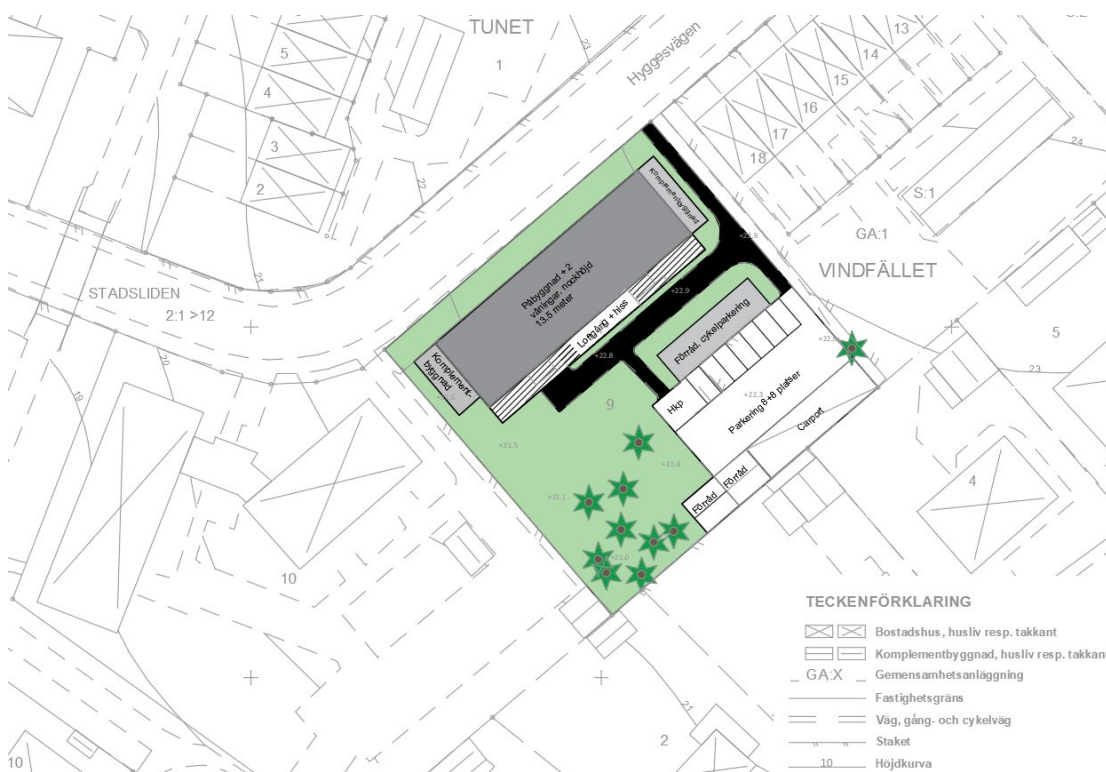 TUNET
23
1
Hyggesvägen
5
4
3
2
22
21
13
14
15
16
17
18
24
S:1
GA:1
VINDFÄLLET
STADSLIDEN
2:1 >12
20
19
Komplementbyggnad
Påbyggnad + 2
våningar, nockhöjd
13,5 meter
Loftgång + hiss
Komplement-
byggnad
+22.9
+22.8
Förråd, cykelparkering
+22.3
Hkp
Parkering 8+8 platser
Carport
Förråd
Förråd
9
+21.5
+21.4
+21.1
+21.0
5
23
4
10
21
2
10
TECKENFÖRKLARING
Bostadshus, husliv resp. takkant
Komplementbyggnad, husliv resp. takkant
GA:X Gemensamhetsanläggning
Fastighetsgräns
Väg, gång- och cykelväg
Staket
10 Höjdkurva